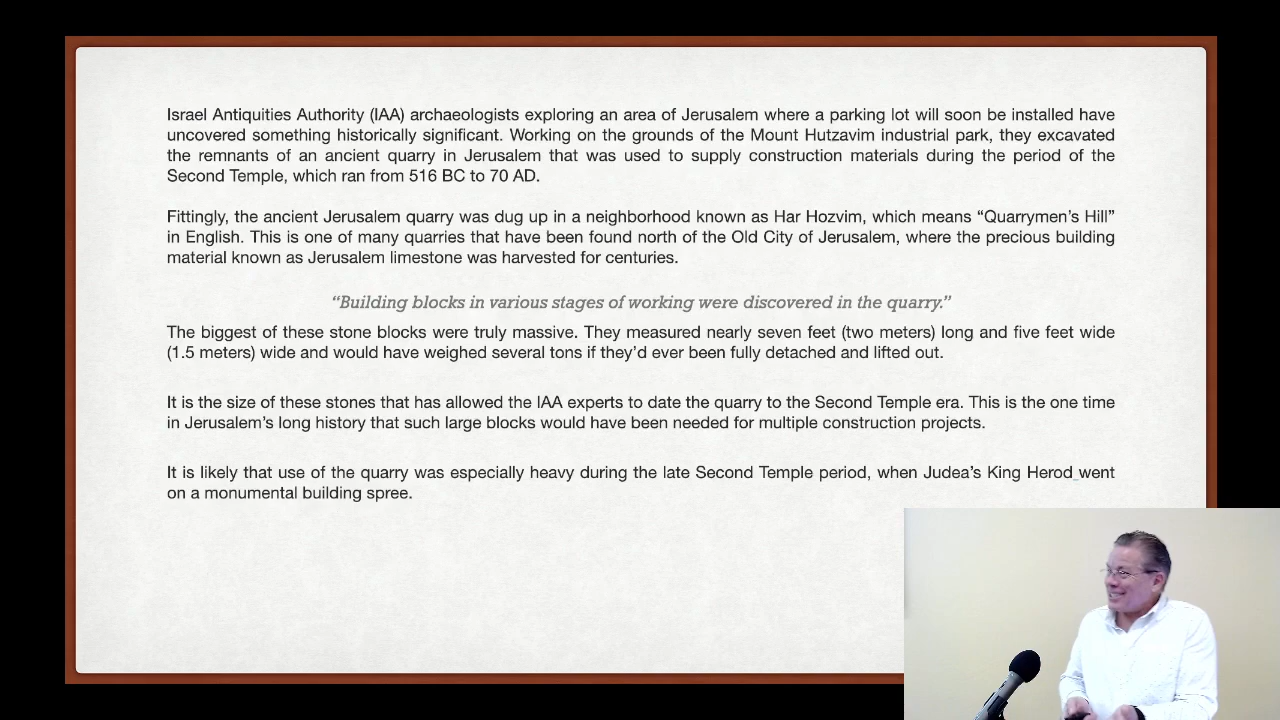 Israel Antiquities Authority (IAA) archaeologists exploring an area of Jerusalem where a parking lot will soon be installed have
uncovered something historically significant. Working on the grounds of the Mount Hutzavim industrial park, they excavated
the remnants of an ancient quarry in Jerusalem that was used to supply construction materials during the period of the
Second Temple, which ran from 516 BC to 70 AD.
Fittingly, the ancient Jerusalem quarry was dug up in a neighborhood known as Har Hozvim, which means “Quarrymen’s Hill”
in English. This is one of many quarries that have been found north of the Old City of Jerusalem, where the precious building
material known as Jerusalem limestone was harvested for centuries.
“Building blocks in various stages of working were discovered in the quarry.”
The biggest of these stone blocks were truly massive. They measured nearly seven feet (two meters) long and five feet wide
(1.5 meters) wide and would have weighed several tons if they’d ever been fully detached and lifted out.
It is the size of these stones that has allowed the IAA experts to date the quarry to the Second Temple era. This is the one time
in Jerusalem’s long history that such large blocks would have been needed for multiple construction projects.
It is likely that use of the quarry was especially heavy during the late Second Temple period, when Judea’s King Herod went
on a monumental building spree.